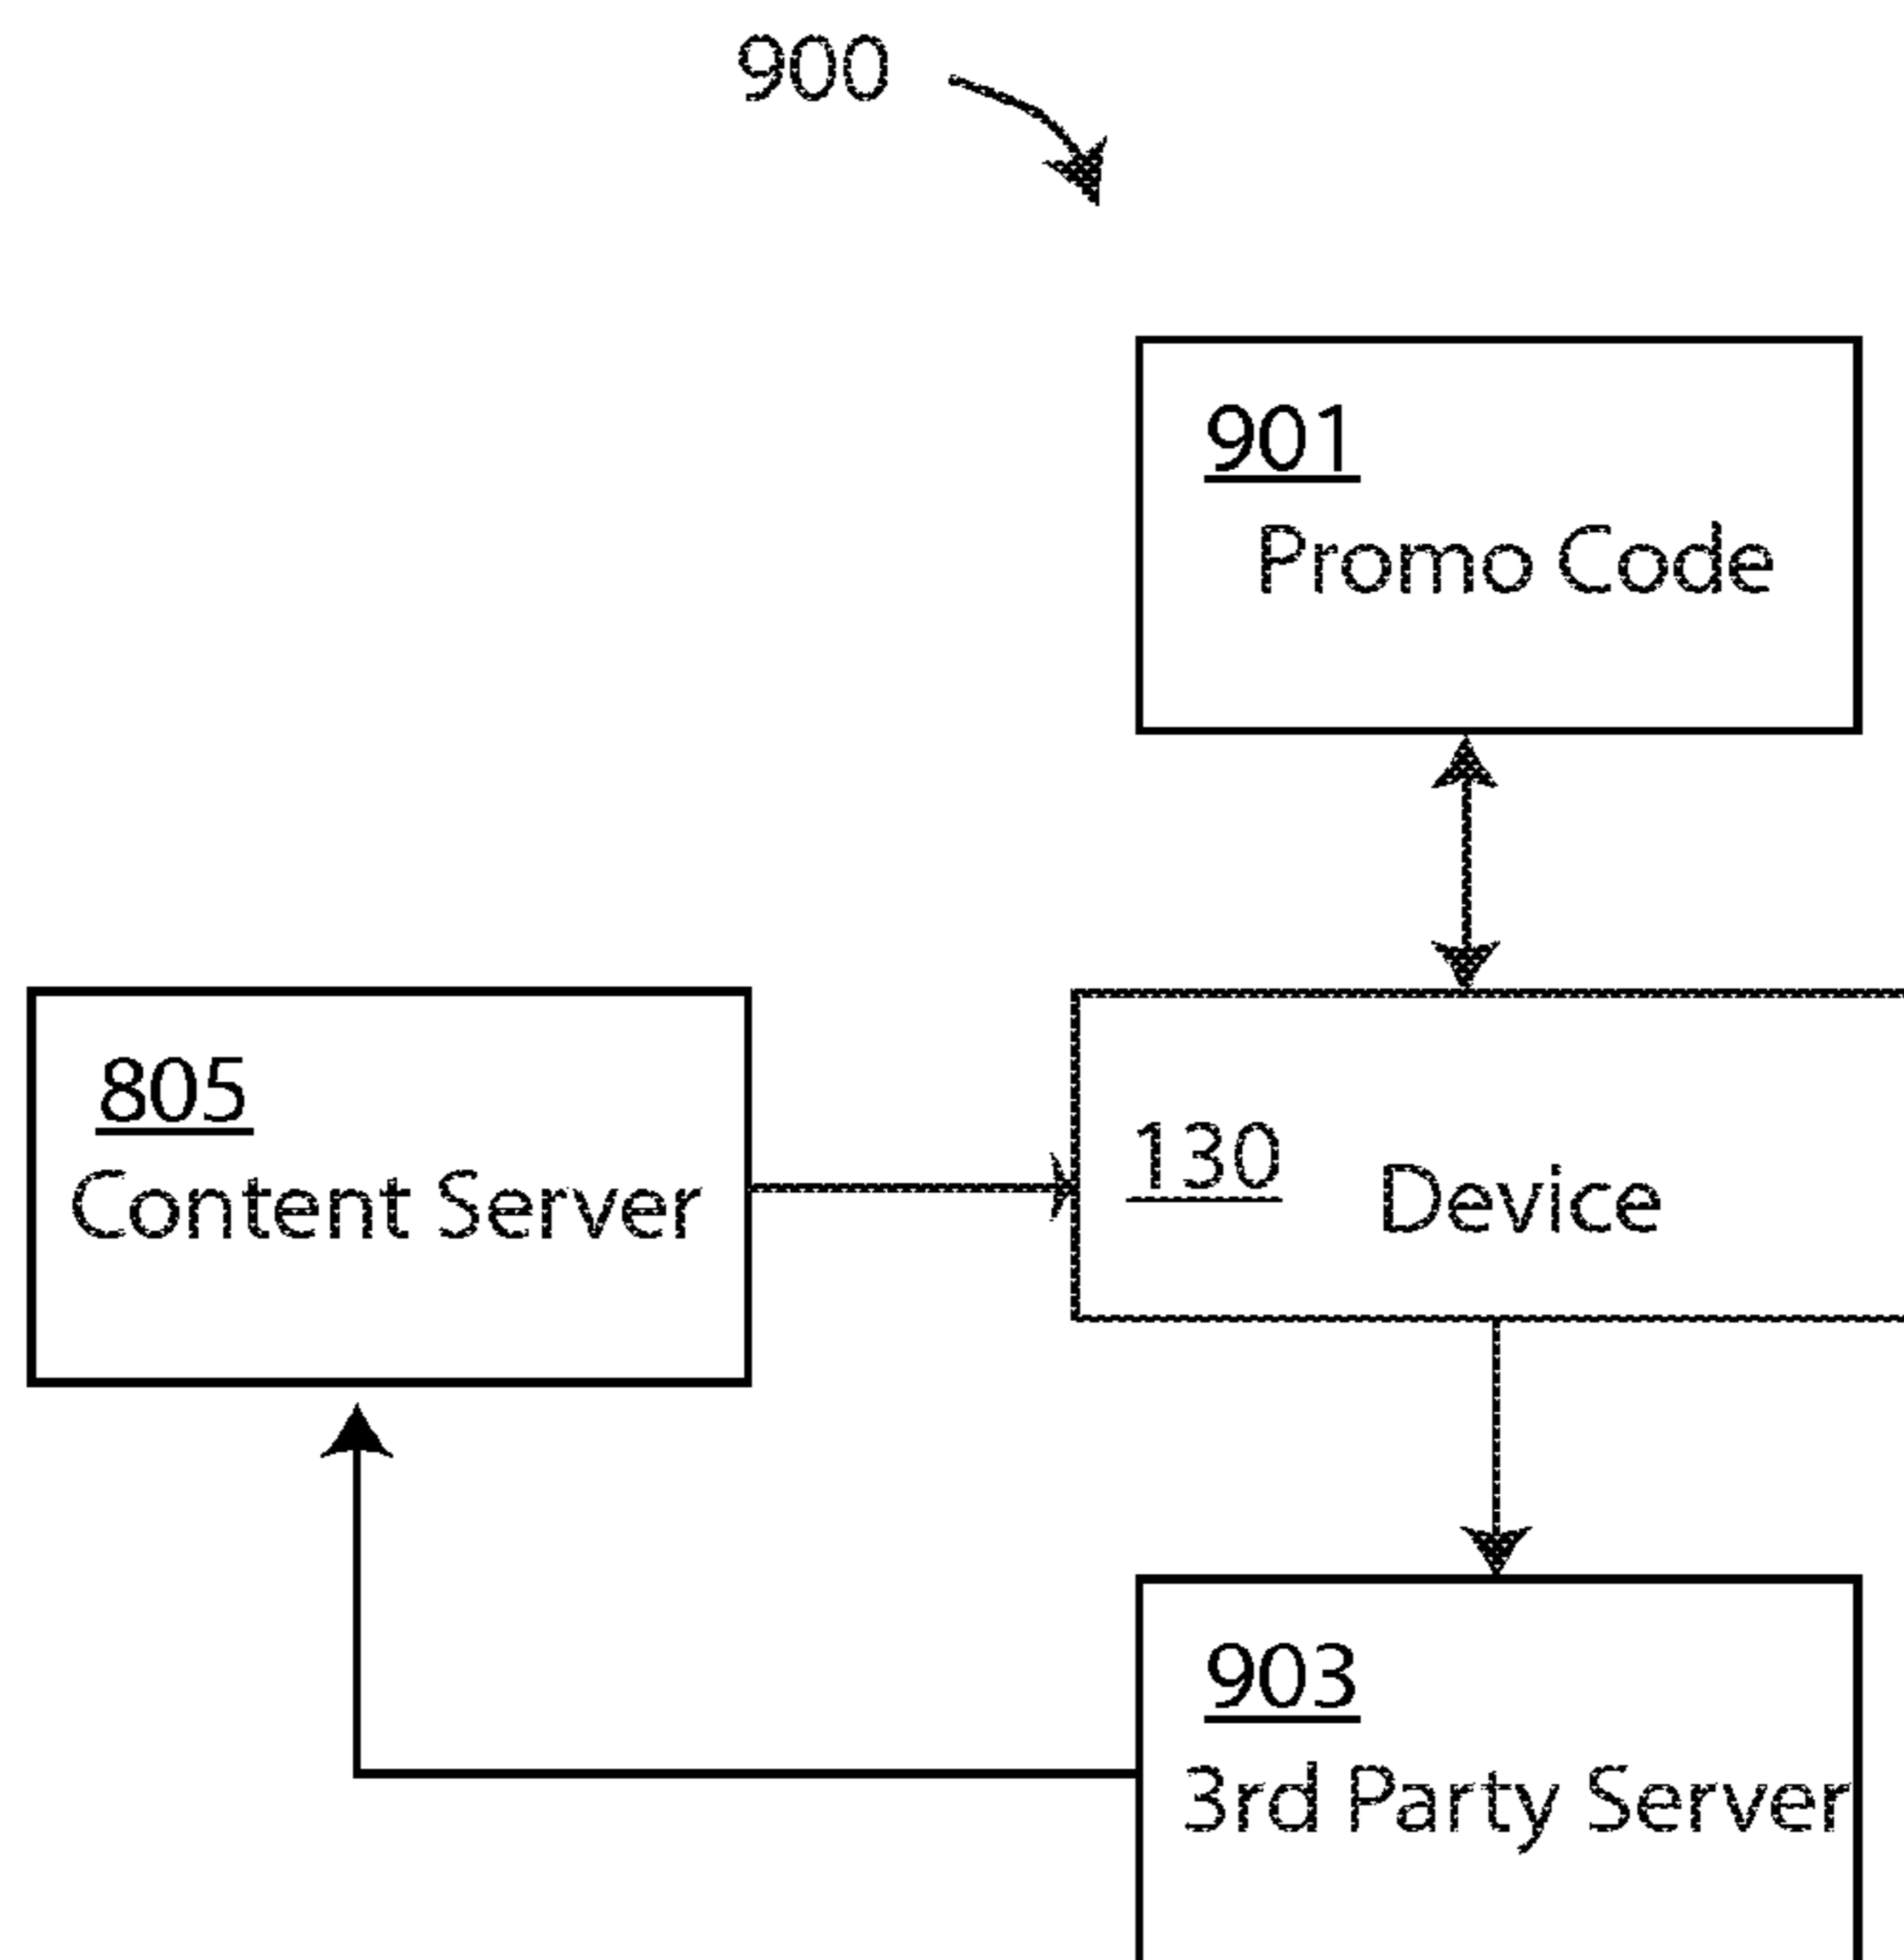 900
901
Promo Code
805
Content Server
130
Device
903
3rd Party Server